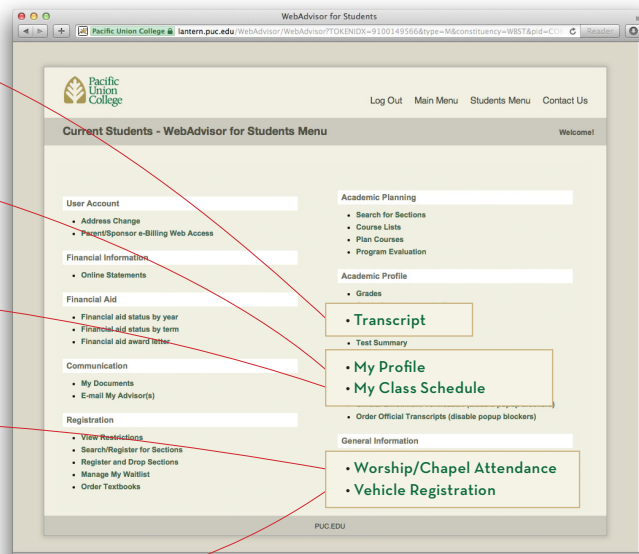 WebAdvisor for Students
Pacific Union College lantern.puc.edu/WebAdvisor/WebAdvisor?TOKENIDX=9100149566&type=M&constituency=WBST&pid= Reader
Pacific
Union
College
Log Out Main Menu Students Menu Contact Us
Current Students - WebAdvisor for Students Menu Welcome!
User Account
• Address Change
• Parent/Sponsor e-Billing Web Access
Financial Information
• Online Statements
Financial Aid
• Financial aid status by year
• Financial aid status by term
• Financial aid award letter
Communication
• My Documents
• E-mail My Advisor(s)
Registration
• View Restrictions
• Search/Register for Sections
• Register and Drop Sections
• Manage My Waitlist
• Order Textbooks
Academic Planning
• Search for Sections
• Course Lists
• Plan Courses
• Program Evaluation
Academic Profile
• Grades
• Transcript
• Test Summary
• My Profile
• My Class Schedule
• Order Official Transcripts (disable popup blockers)
General Information
• Worship/Chapel Attendance
• Vehicle Registration
PUC.EDU